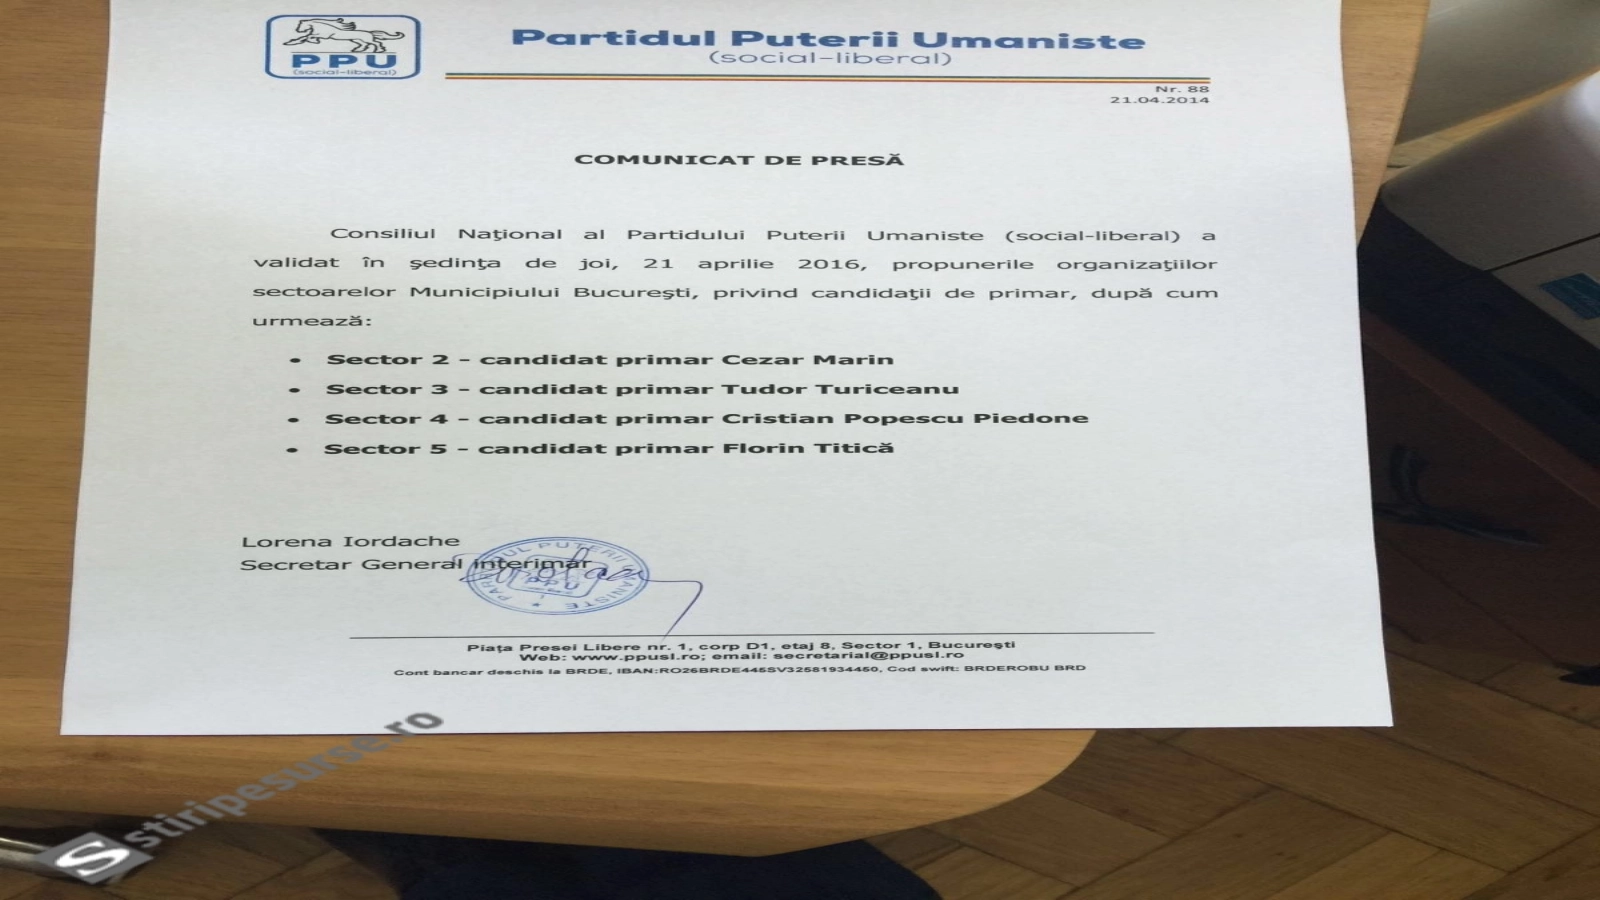 PPU
(social-liberal)
Partidul Puterii Umaniste
(social-liberal)
Nr. 88
21.04.2014
COMUNICAT DE PRESĂ
Consiliul Naţional al Partidului Puterii Umaniste (social-liberal) a
validat în şedinţa de joi, 21 aprilie 2016, propunerile organizaţiilor
sectoarelor Municipiului Bucureşti, privind candidaţii de primar, după cum
urmează:
• Sector 2 - candidat primar Cezar Marin
• Sector 3 - candidat primar Tudor Turiceanu
• Sector 4 - candidat primar Cristian Popescu Piedone
• Sector 5 - candidat primar Florin Titică
Lorena Iordache
Secretar General interimar
PARTIDUL PUTERII UMANISTE
PPU
Piaţa Presei Libere nr. 1, corp D1, etaj 8, Sector 1, Bucureşti
Web: www.ppusl.ro; email: secretariat@ppusl.ro
Cont bancar deschis la BRDE, IBAN:RO26BRDE445SV32581934450, Cod swift: BRDEROBU BRD
S stiripesurse.ro